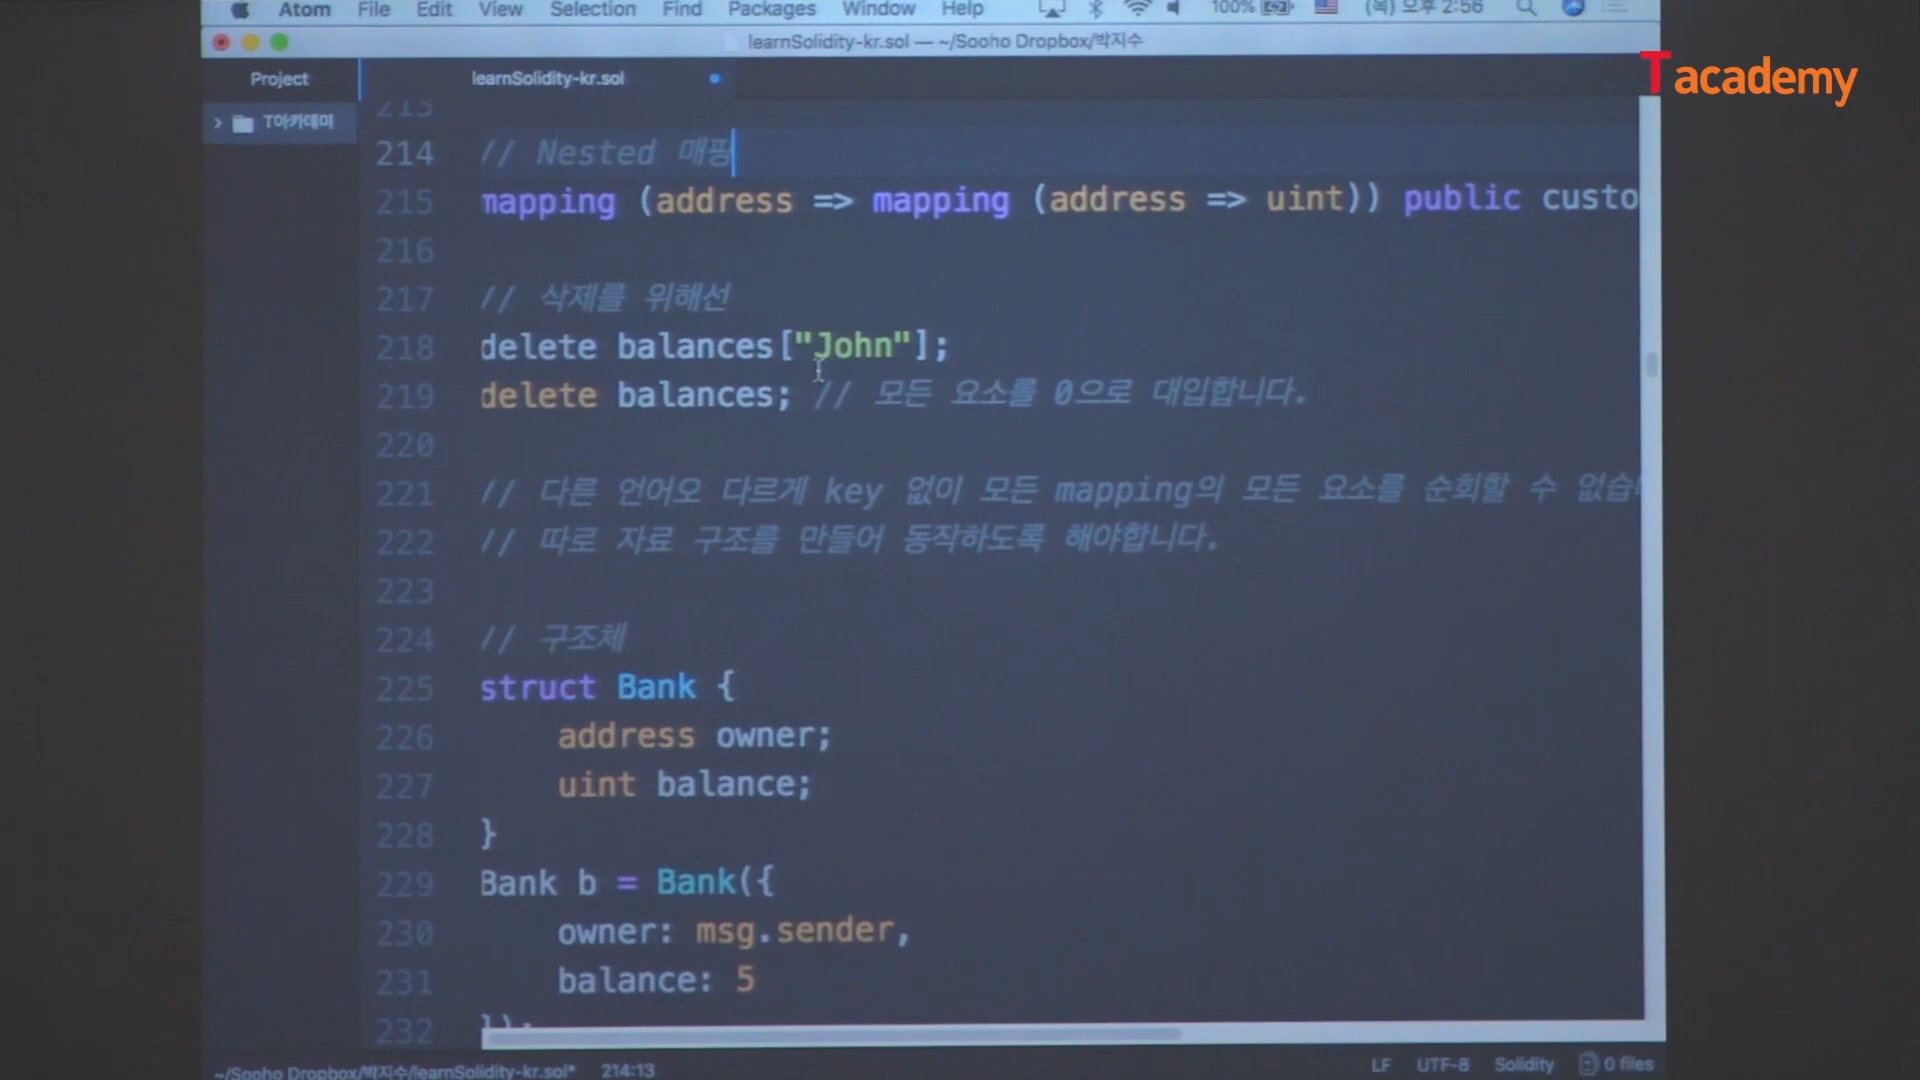 Atom File Edit View Selection Find Packages Window Help 100% (목) 오후 2:56
learnSolidity-kr.sol — ~/Sooho Dropbox/박지수
T academy
Project learnSolidity-kr.sol
T아카데미
213
214 // Nested 매핑
215 mapping (address => mapping (address => uint)) public custo
216
217 // 삭제를 위해선
218 delete balances["John"];
219 delete balances; // 모든 요소를 0으로 대입합니다.
220
221 // 다른 언어오 다르게 key 없이 모든 mapping의 모든 요소를 순회할 수 없습
222 // 따로 자료 구조를 만들어 동작하도록 해야합니다.
223
224 // 구조체
225 struct Bank {
226 address owner;
227 uint balance;
228 }
229 Bank b = Bank({
230 owner: msg.sender,
231 balance: 5
232 });
~/Sooho Dropbox/박지수/learnSolidity-kr.sol* 214:13 LF UTF-8 Solidity 0 files